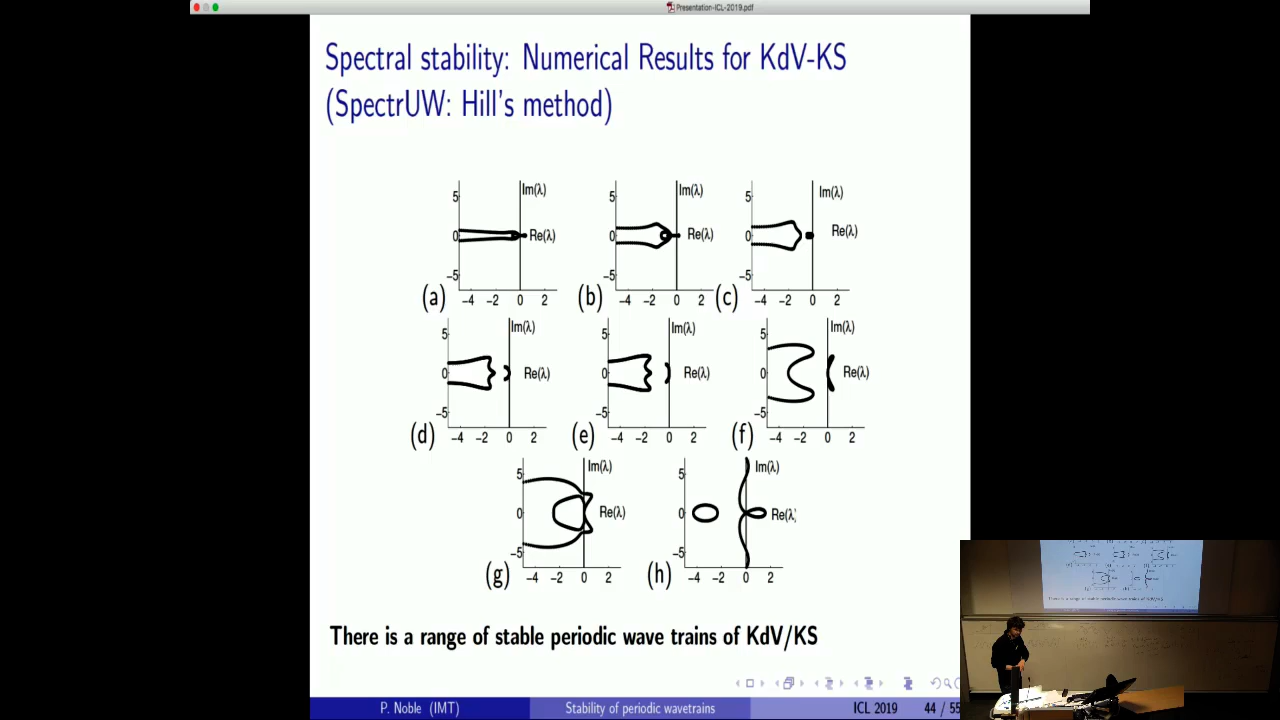 Presentation-ICL-2019.pdf
Spectral stability: Numerical Results for KdV-KS
(SpectrUW: Hill's method)
5 Im(λ) 5 Im(λ) 5 Im(λ)
0 Re(λ) 0 Re(λ) 0 Re(λ)
−5 −5 −5
(a) −4 −2 0 2 (b) −4 −2 0 2 (c) −4 −2 0 2
5 Im(λ) 5 Im(λ) 5 Im(λ)
0 Re(λ) 0 Re(λ) 0 Re(λ)
−5 −5 −5
(d) −4 −2 0 2 (e) −4 −2 0 2 (f) −4 −2 0 2
5 Im(λ) 5 Im(λ)
0 Re(λ) 0 Re(λ)
−5 −5
(g) −4 −2 0 2 (h) −4 −2 0 2
There is a range of stable periodic wave trains of KdV/KS
P. Noble (IMT) Stability of periodic wavetrains ICL 2019 44 / 55